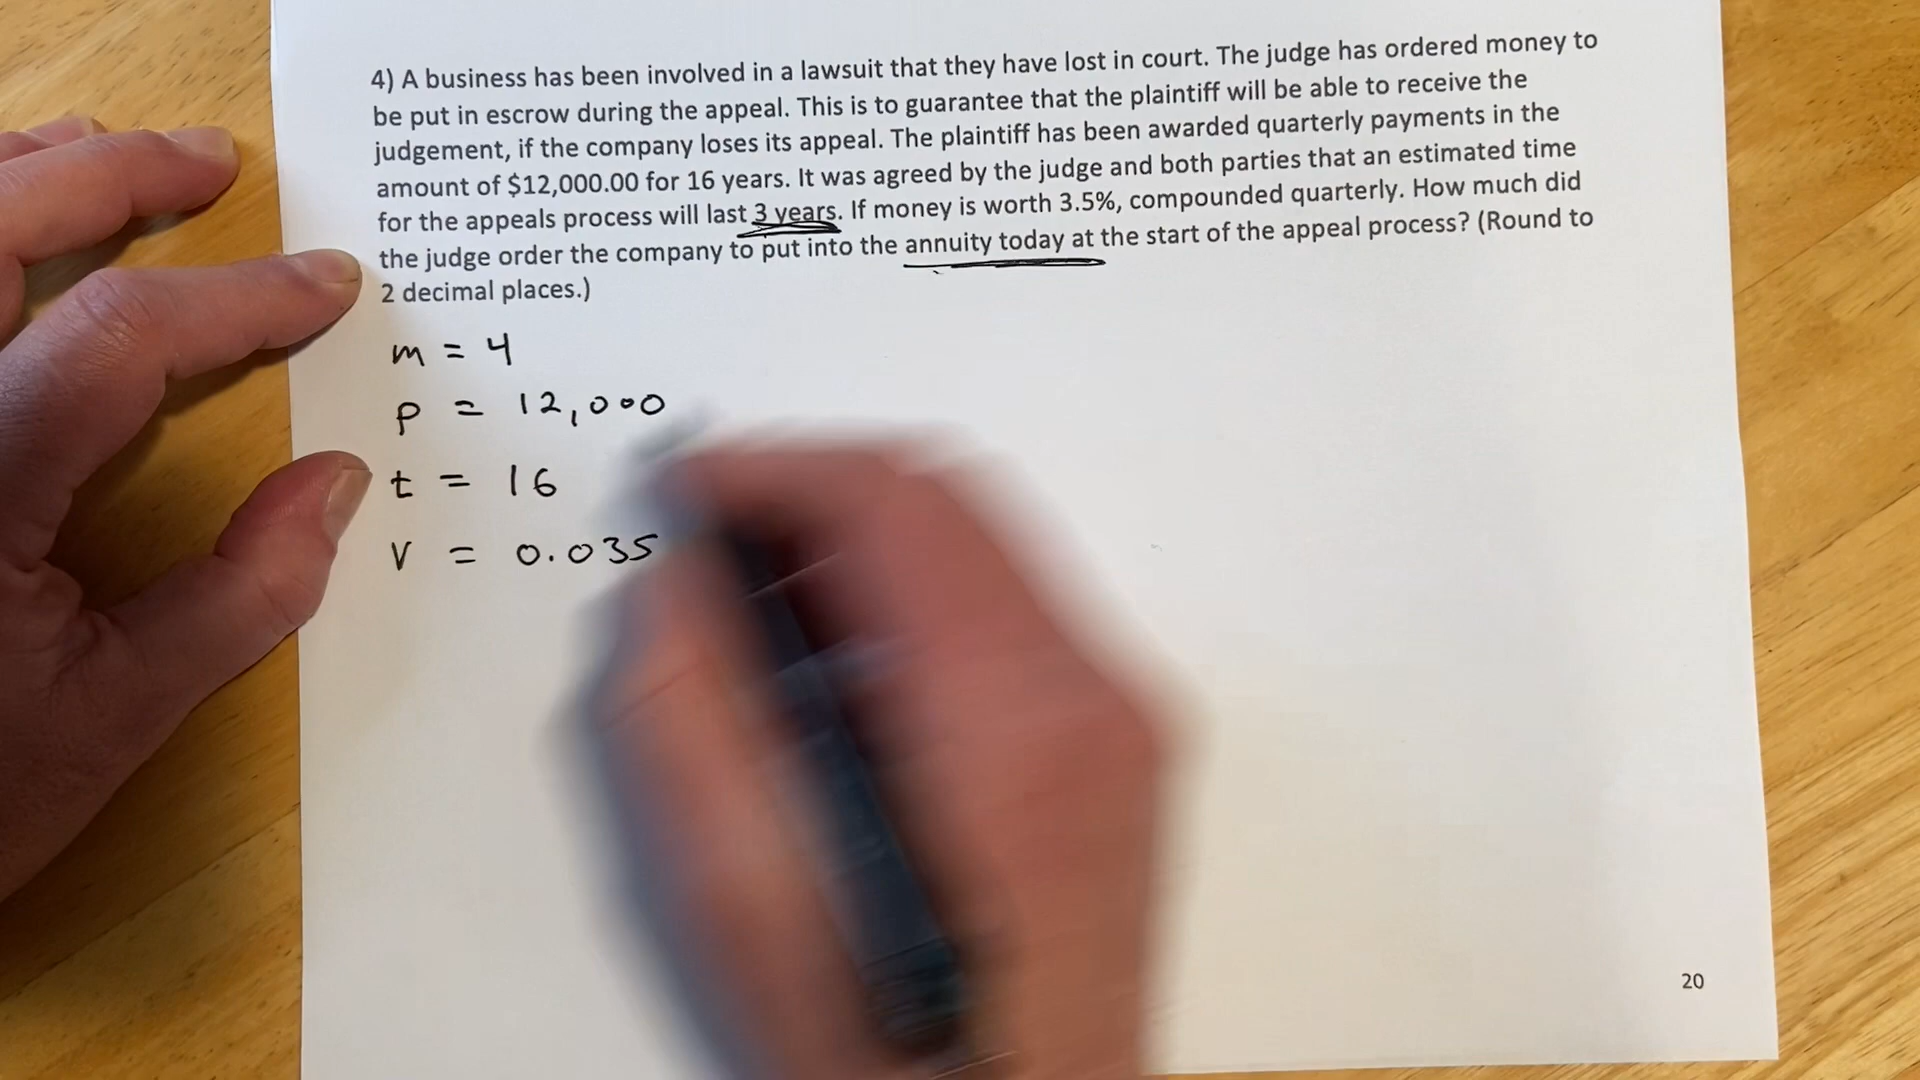 4) A business has been involved in a lawsuit that they have lost in court. The judge has ordered money to
be put in escrow during the appeal. This is to guarantee that the plaintiff will be able to receive the
judgement, if the company loses its appeal. The plaintiff has been awarded quarterly payments in the
amount of $12,000.00 for 16 years. It was agreed by the judge and both parties that an estimated time
for the appeals process will last 3 years. If money is worth 3.5%, compounded quarterly. How much did
the judge order the company to put into the annuity today at the start of the appeal process? (Round to
2 decimal places.)
m = 4
P = 12,000
t = 16
r = 0.035
20